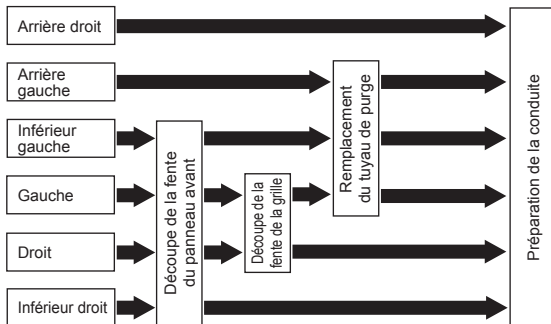 Arrière droit
Arrière
gauche
Inférieur
gauche
Gauche
Droit
Inférieur droit
Découpe de la fente
du panneau avant
Découpe de la
fente de la grille
Remplacement
du tuyau de purge
Préparation de la conduite